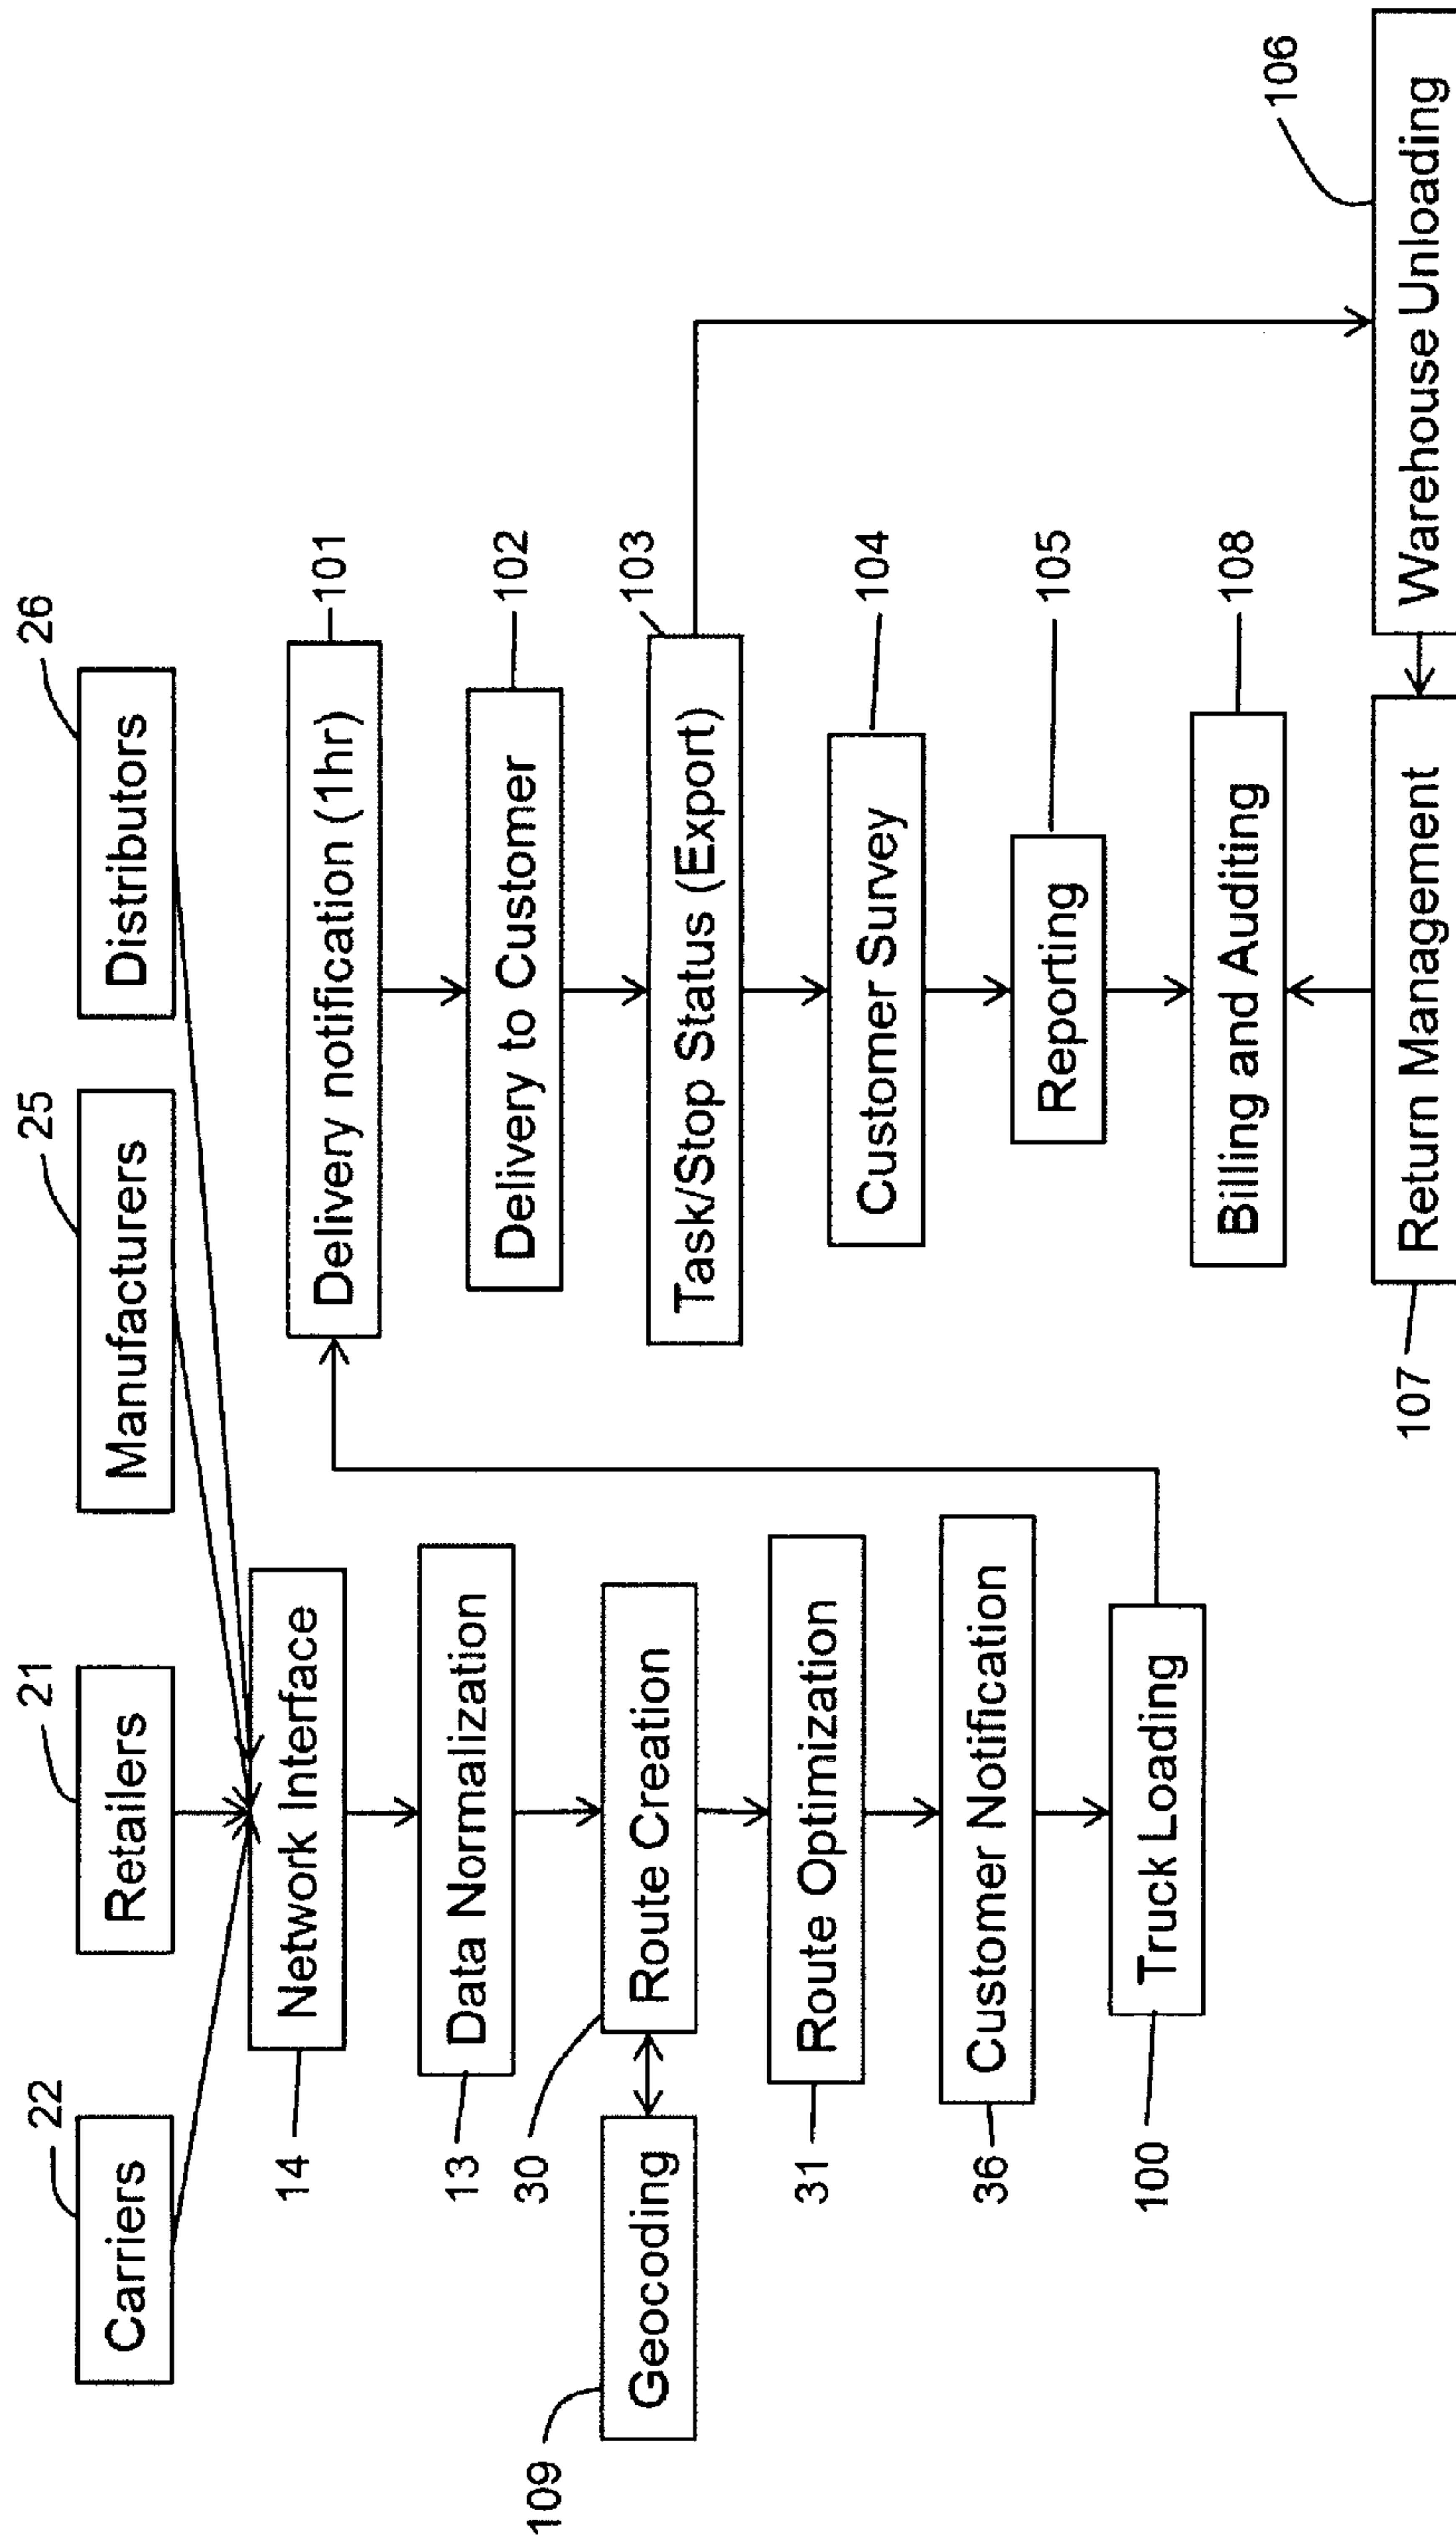 22
21
25
26
Carriers
Retailers
Manufacturers
Distributors
14
Network Interface
13
Data Normalization
109
Geocoding
30
Route Creation
31
Route Optimization
36
Customer Notification
100
Truck Loading
Delivery notification (1hr)
101
Delivery to Customer
102
Task/Stop Status (Export)
103
Customer Survey
104
Reporting
105
Billing and Auditing
108
107
Return Management
Warehouse Unloading
106